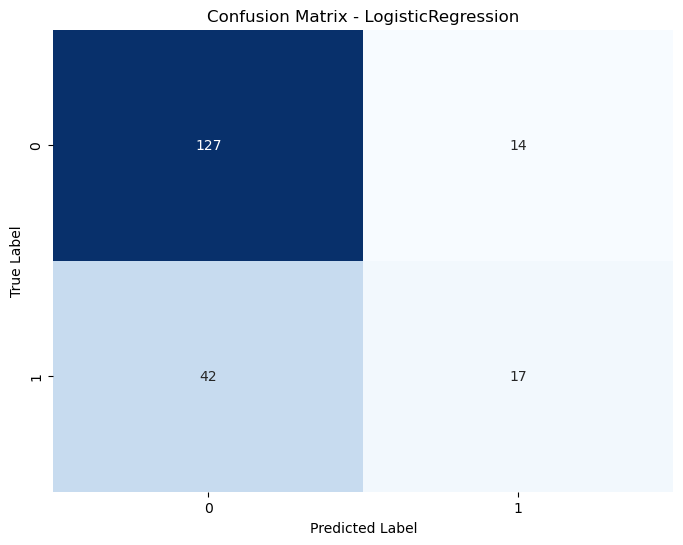 Confusion Matrix - LogisticRegression
True Label
0
127
14
1
42
17
0
1
Predicted Label